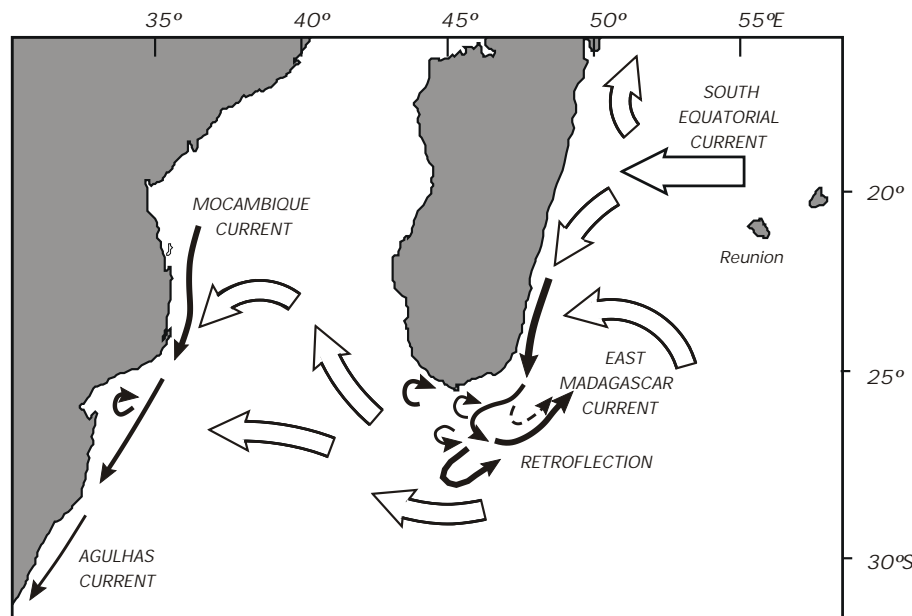 35º 40º 45º 50º 55ºE
SOUTH
EQUATORIAL
CURRENT
20º
MOCAMBIQUE
CURRENT
Reunion
EAST
MADAGASCAR
CURRENT
25º
RETROFLECTION
AGULHAS
CURRENT
30ºS